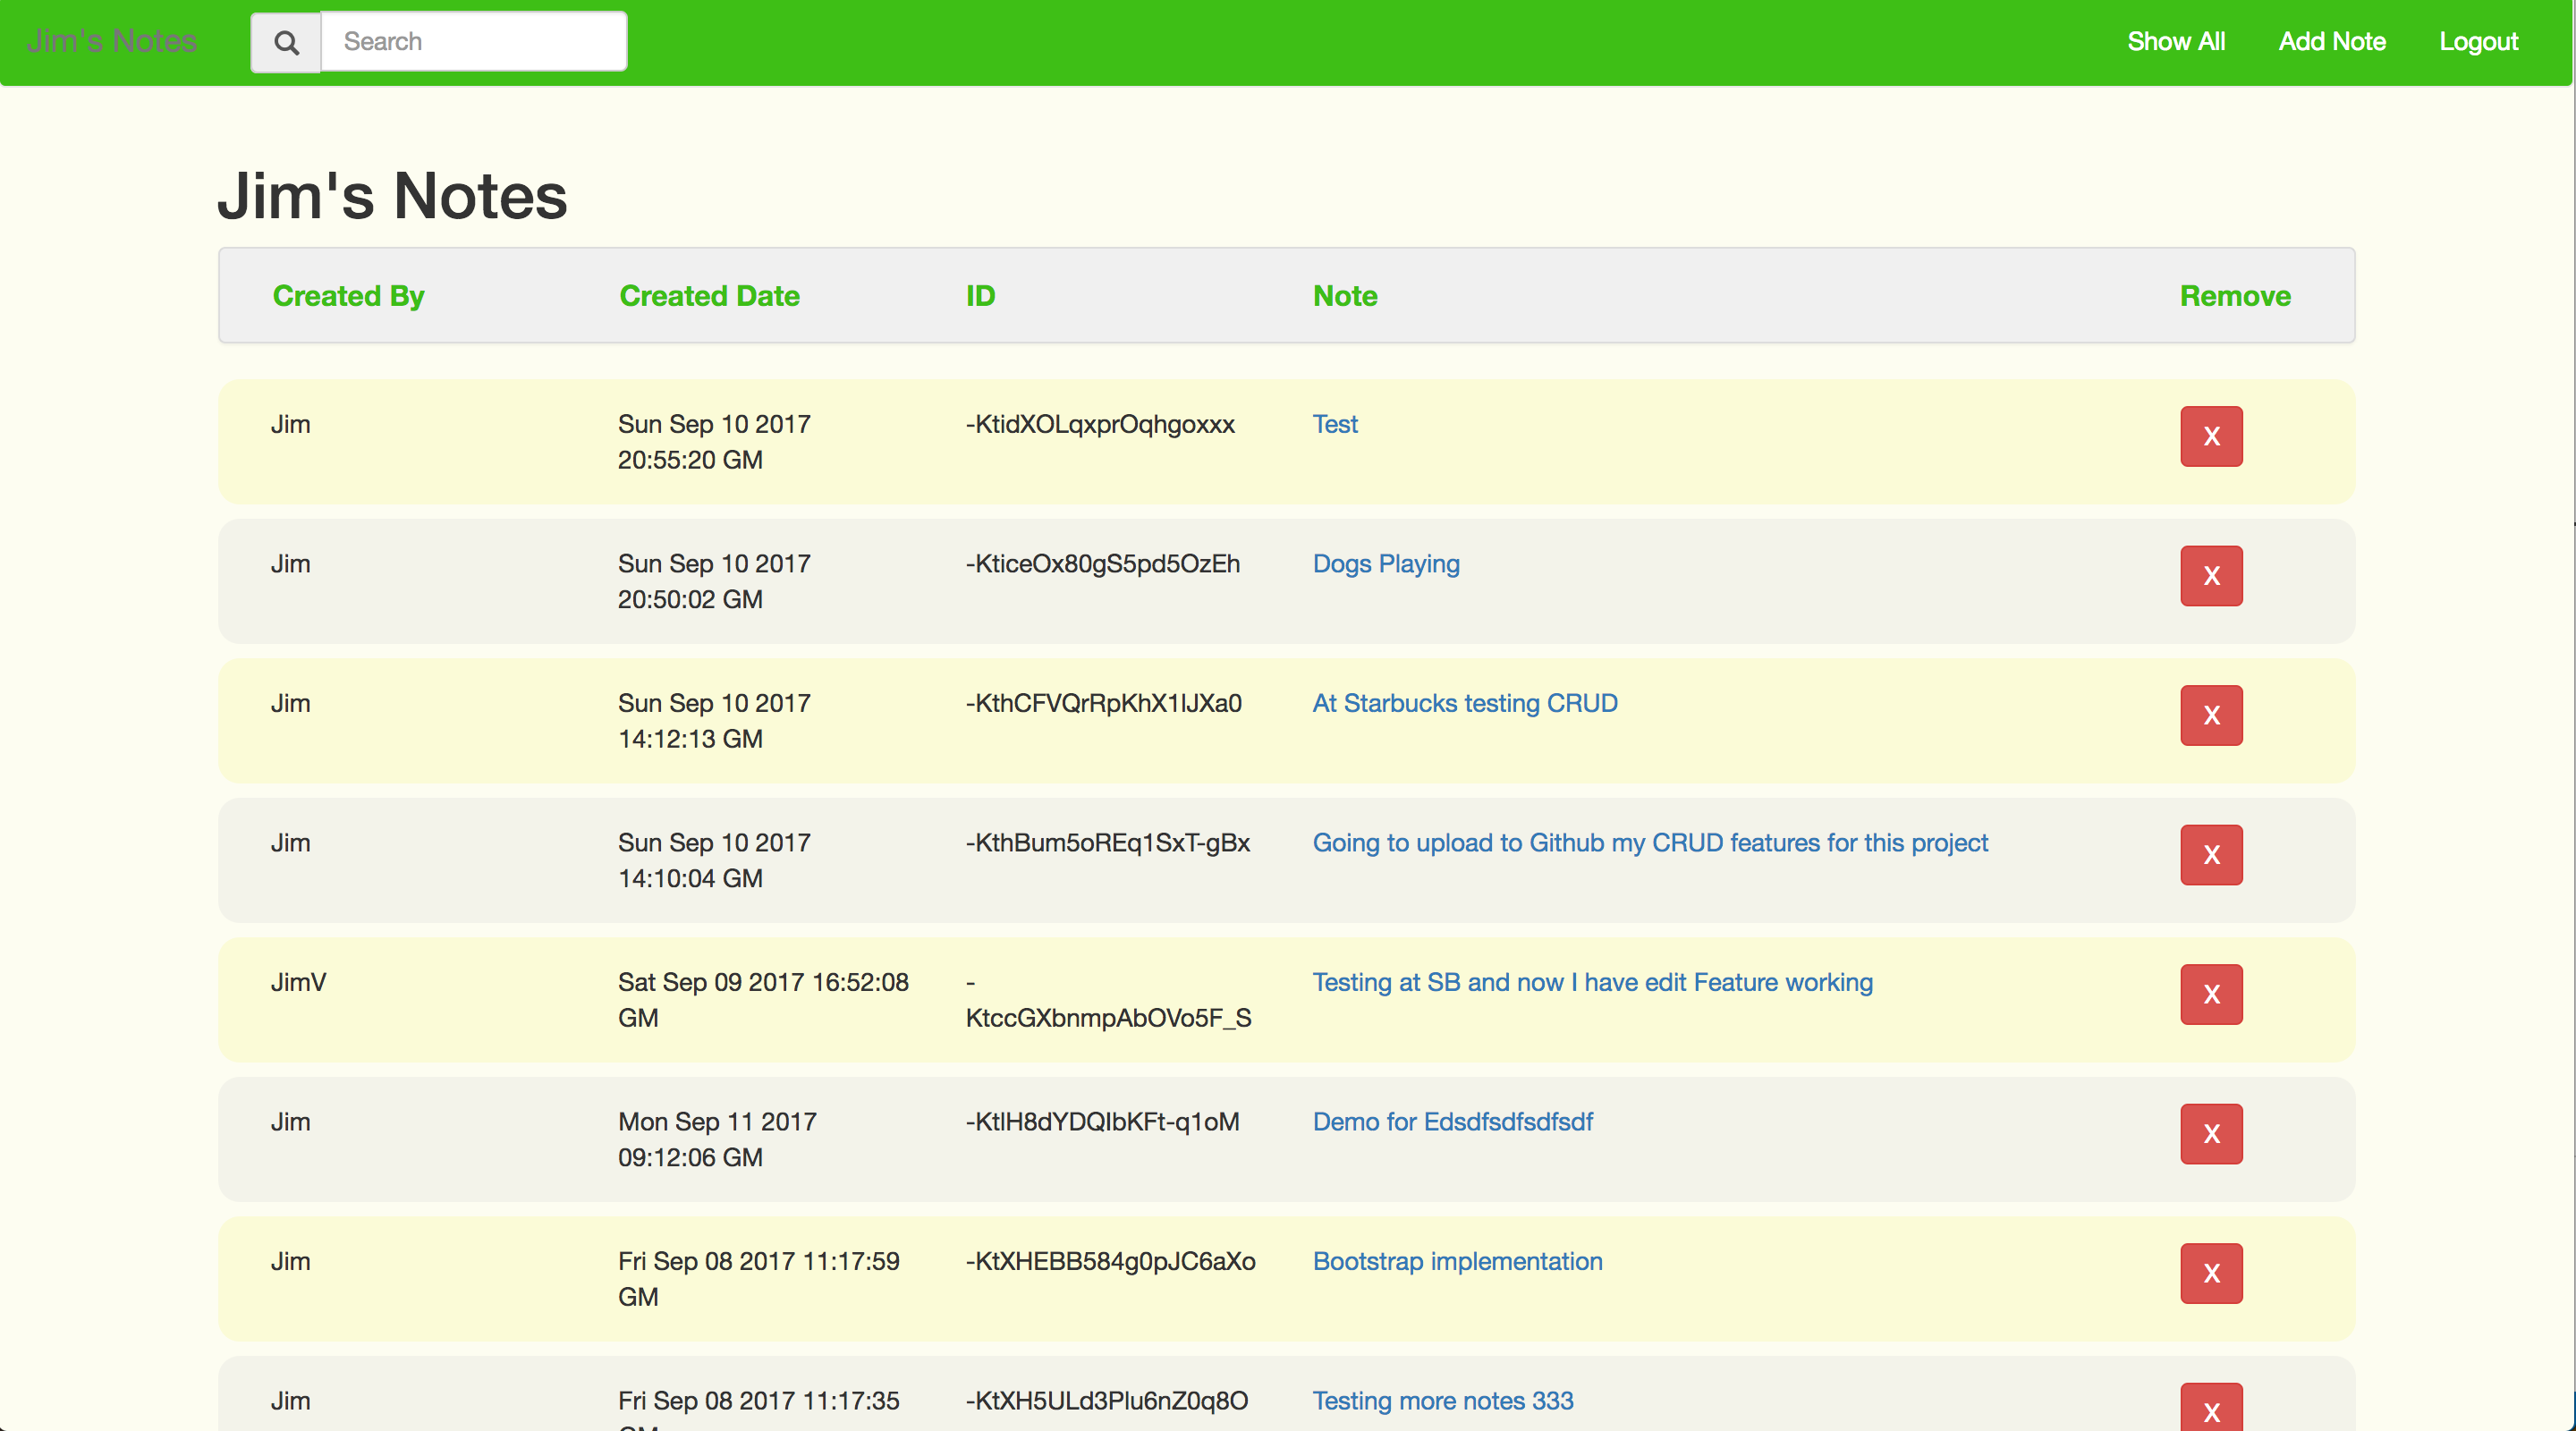 Jim's Notes Search Show All Add Note Logout
Jim's Notes
Created By Created Date ID Note Remove
Jim Sun Sep 10 2017 -KtidXOLqxprOqhgoxxx Test X
20:55:20 GM
Jim Sun Sep 10 2017 -KticeOx80gS5pd5OzEh Dogs Playing X
20:50:02 GM
Jim Sun Sep 10 2017 -KthCFVQrRpKhX1lJXa0 At Starbucks testing CRUD X
14:12:13 GM
Jim Sun Sep 10 2017 -KthBum5oREq1SxT-gBx Going to upload to Github my CRUD features for this project X
14:10:04 GM
JimV Sat Sep 09 2017 16:52:08 - Testing at SB and now I have edit Feature working X
GM KtccGXbnmpAbOVo5F_S
Jim Mon Sep 11 2017 -KtlH8dYDQIbKFt-q1oM Demo for Edsdfsdfsdfsdf X
09:12:06 GM
Jim Fri Sep 08 2017 11:17:59 -KtXHEBB584g0pJC6aXo Bootstrap implementation X
GM
Jim Fri Sep 08 2017 11:17:35 -KtXH5ULd3Plu6nZ0q8O Testing more notes 333 X
GM